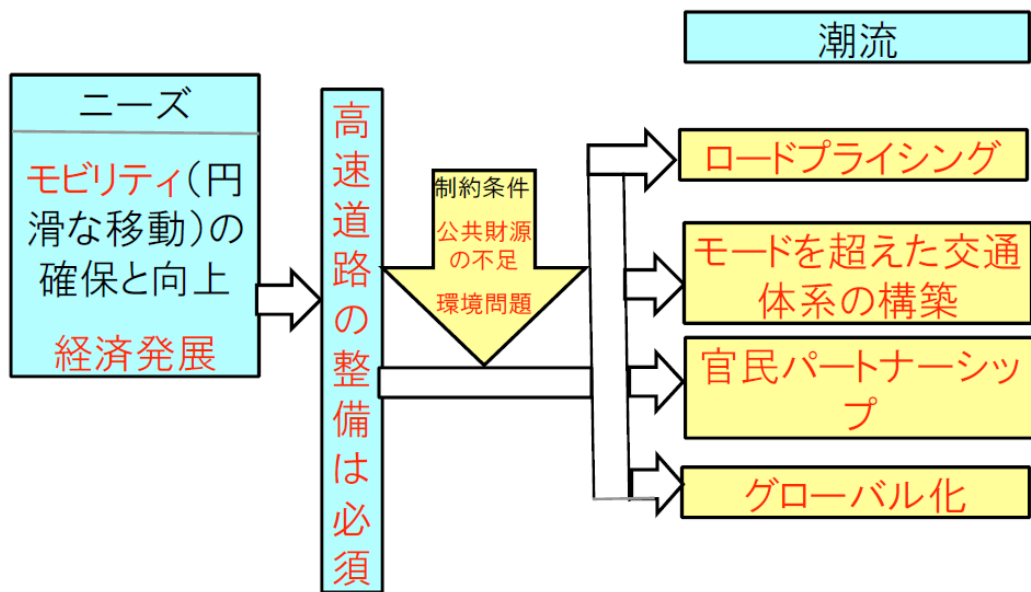 潮流
ニーズ
モビリティ(円
滑な移動)の
確保と向上
経済発展
高速道路の整備は必須
制約条件
公共財源
の不足
環境問題
ロードプライシング
モードを超えた交通
体系の構築
官民パートナーシッ
プ
グローバル化